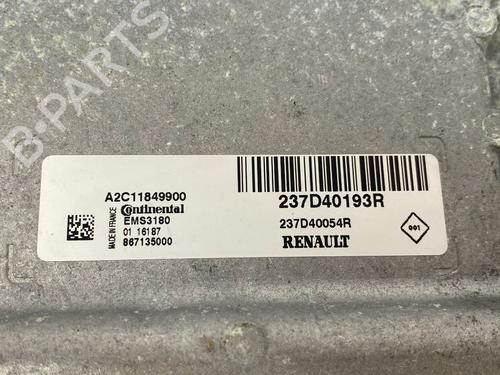 B-PARTS
A2C11849900
Continental
EMS3180
01 16187
867135000
MADE IN FRANCE
237D40193R
237D40054R
RENAULT
001